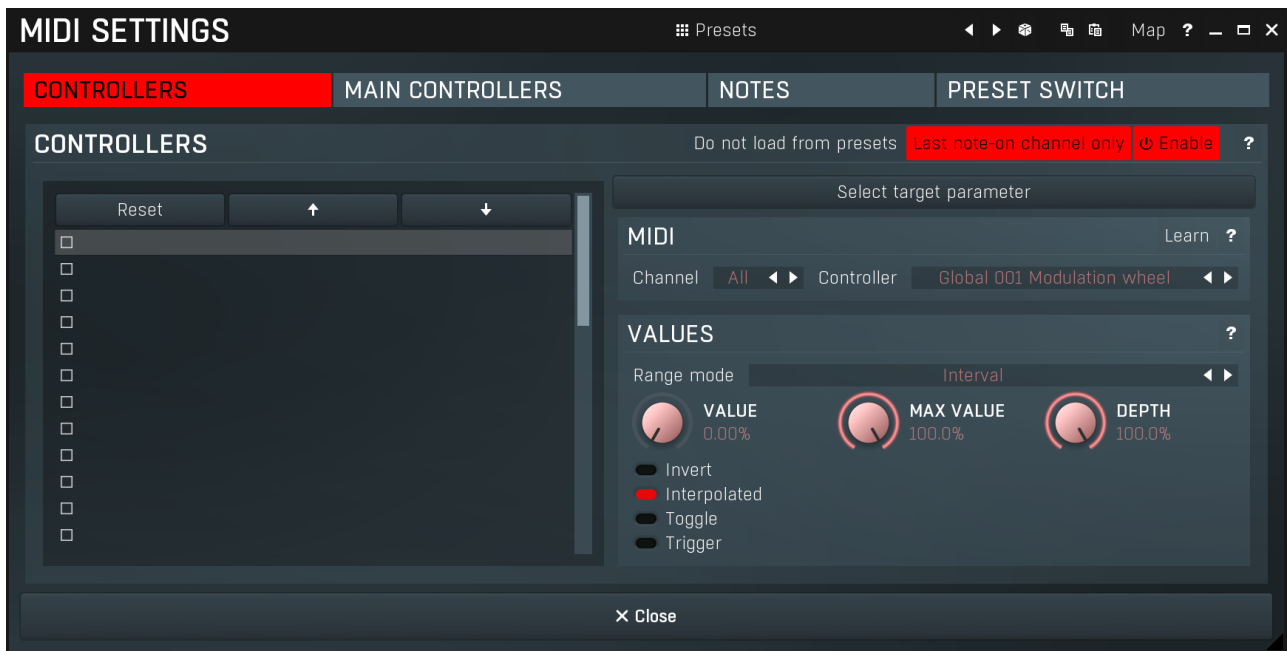 MIDI SETTINGS Presets Map ?
CONTROLLERS MAIN CONTROLLERS NOTES PRESET SWITCH
CONTROLLERS Do not load from presets Last note-on channel only Enable ?
Select target parameter
Reset
MIDI Learn ?
Channel All Controller Global 001 Modulation wheel
VALUES ?
Range mode Interval
VALUE MAX VALUE DEPTH
0.00% 100.0% 100.0%
Invert
Interpolated
Toggle
Trigger
Close